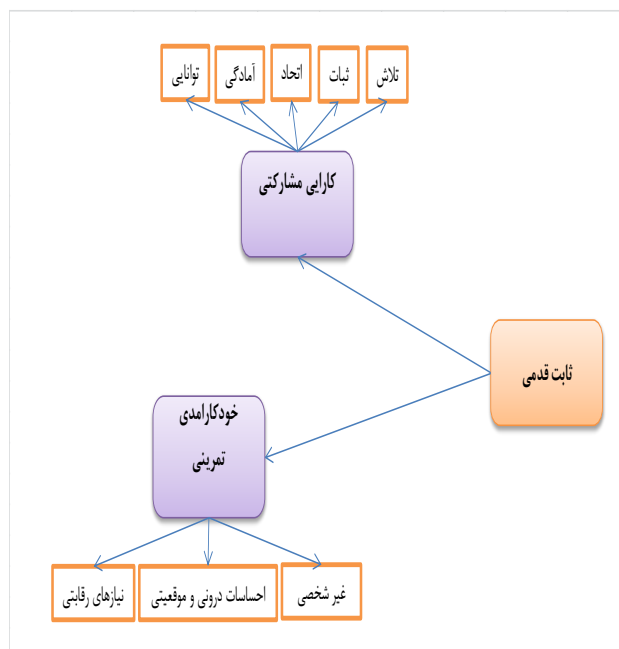 تلاش
ثبات
اتحاد
آمادگی
توانایی
کارایی مشارکتی
ثابت قدمی
خودکارامدی
تمرینی
غیر شخصی
احساسات درونی و موقعیتی
نیازهای رقابتی